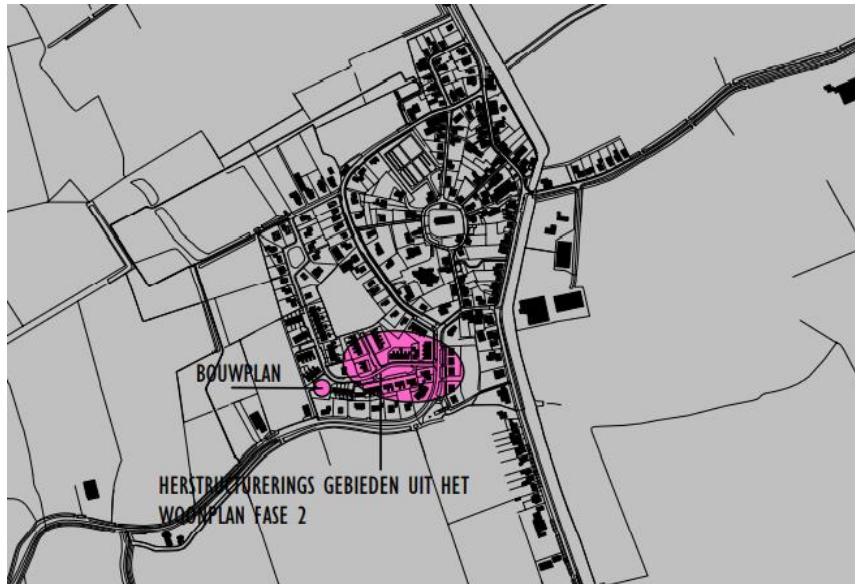 BOUWPLAN
HERSTRUCTURERINGS GEBIEDEN UIT HET
WOONPLAN FASE 2